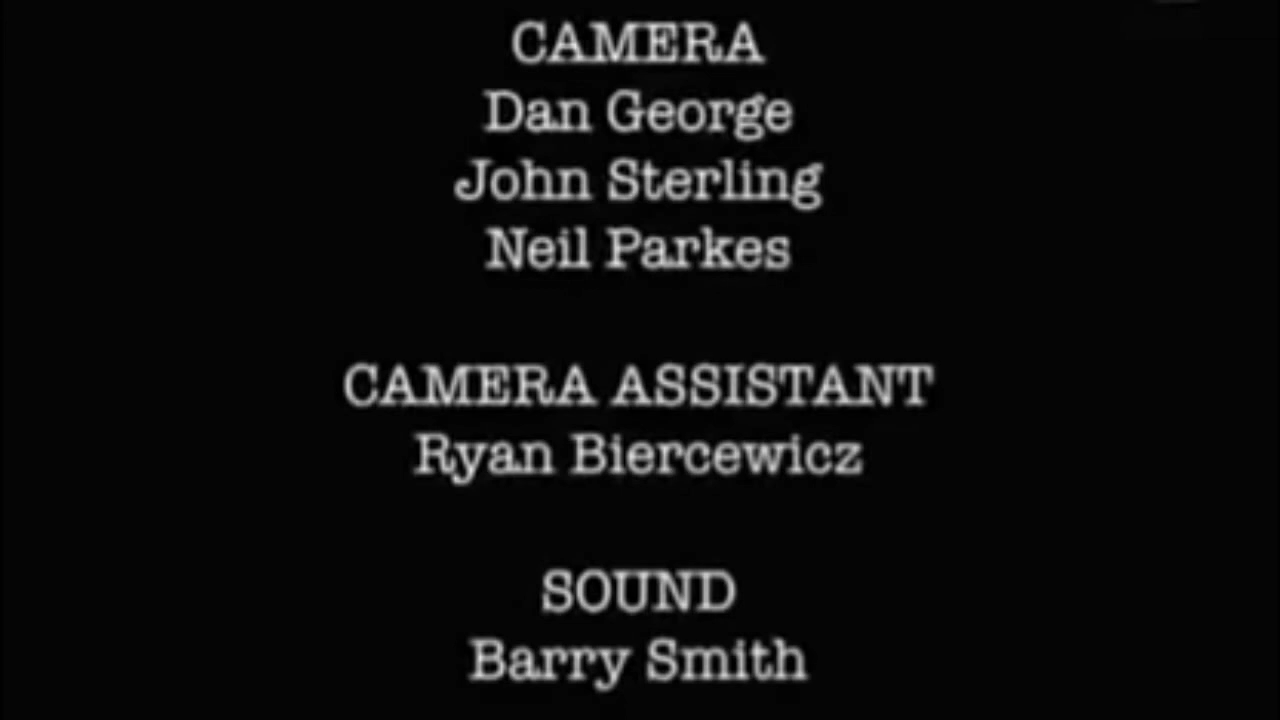 CAMERA
Dan George
John Sterling
Neil Parkes
CAMERA ASSISTANT
Ryan Biercewicz
SOUND
Barry Smith